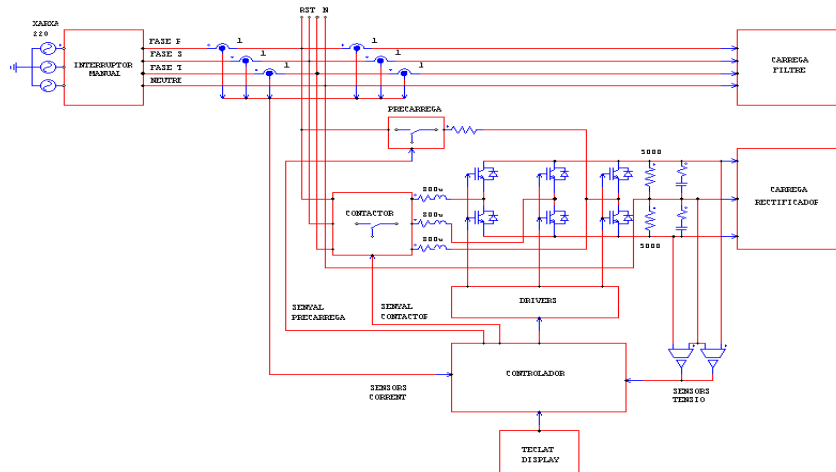 RST N
XARXA
220
FASE R
1
1
FASE S
1
1
FASE T
1
1
NEUTRE
INTERRUPTOR
MANUAL
CARREGA
FILTRE
PRECARREGA
5000
800u
CONTACTOR
800u
800u
5000
CARREGA
RECTIFICADOR
DRIVERS
SENYAL
PRECARREGA
SENYAL
CONTACTOR
CONTROLADOR
SENSORS
CURRENT
SENSORS
TENSIO
TECLAT
DISPLAY